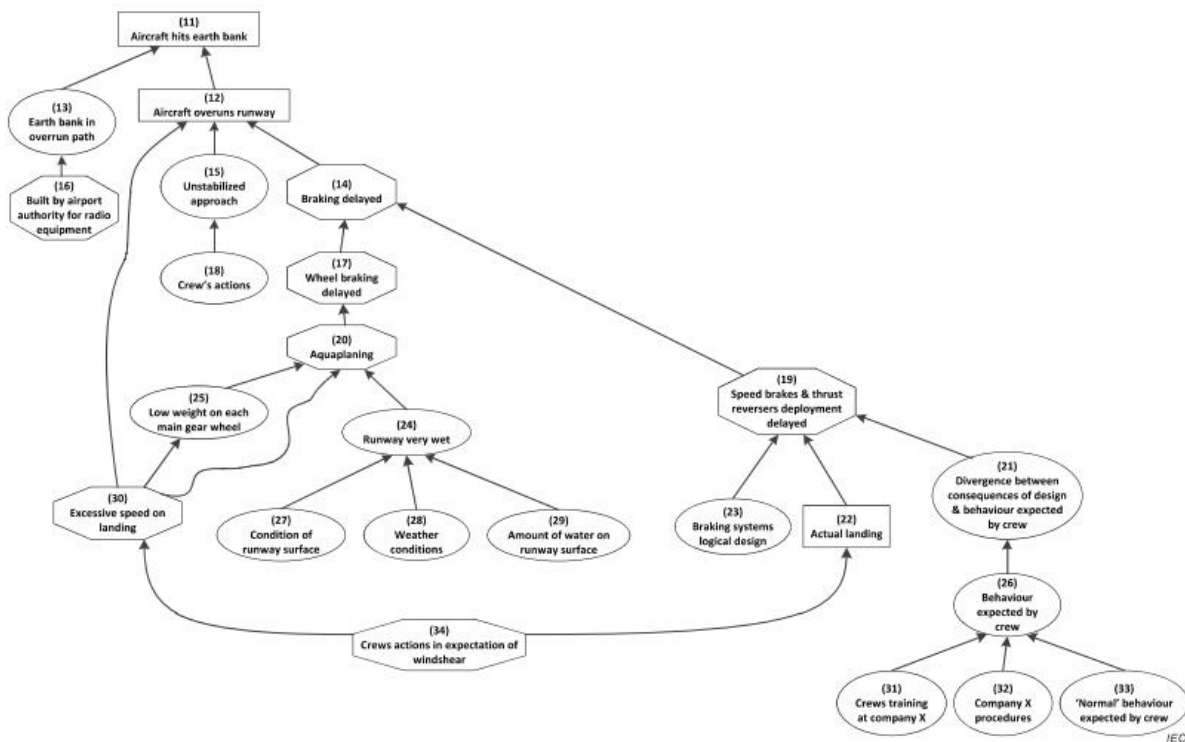 (11)
Aircraft hits earth bank
(13)
Earth bank in
overrun path
(12)
Aircraft overuns runway
(16)
Built by airport
authority for radio
equipment
(15)
Unstabilized
approach
(14)
Braking delayed
(18)
Crew's actions
(17)
Wheel braking
delayed
(20)
Aquaplaning
(25)
Low weight on each
main gear wheel
(24)
Runway very wet
(19)
Speed brakes & thrust
reversers deployment
delayed
(30)
Excessive speed on
landing
(27)
Condition of
runway surface
(28)
Weather
conditions
(29)
Amount of water on
runway surface
(23)
Braking systems
logical design
(22)
Actual landing
(21)
Divergence between
consequences of design
& behaviour expected
by crew
(26)
Behaviour
expected by
crew
(34)
Crews actions in expectation of
windshear
(31)
Crews training
at company X
(32)
Company X
procedures
(33)
'Normal' behaviour
expected by crew
IEC